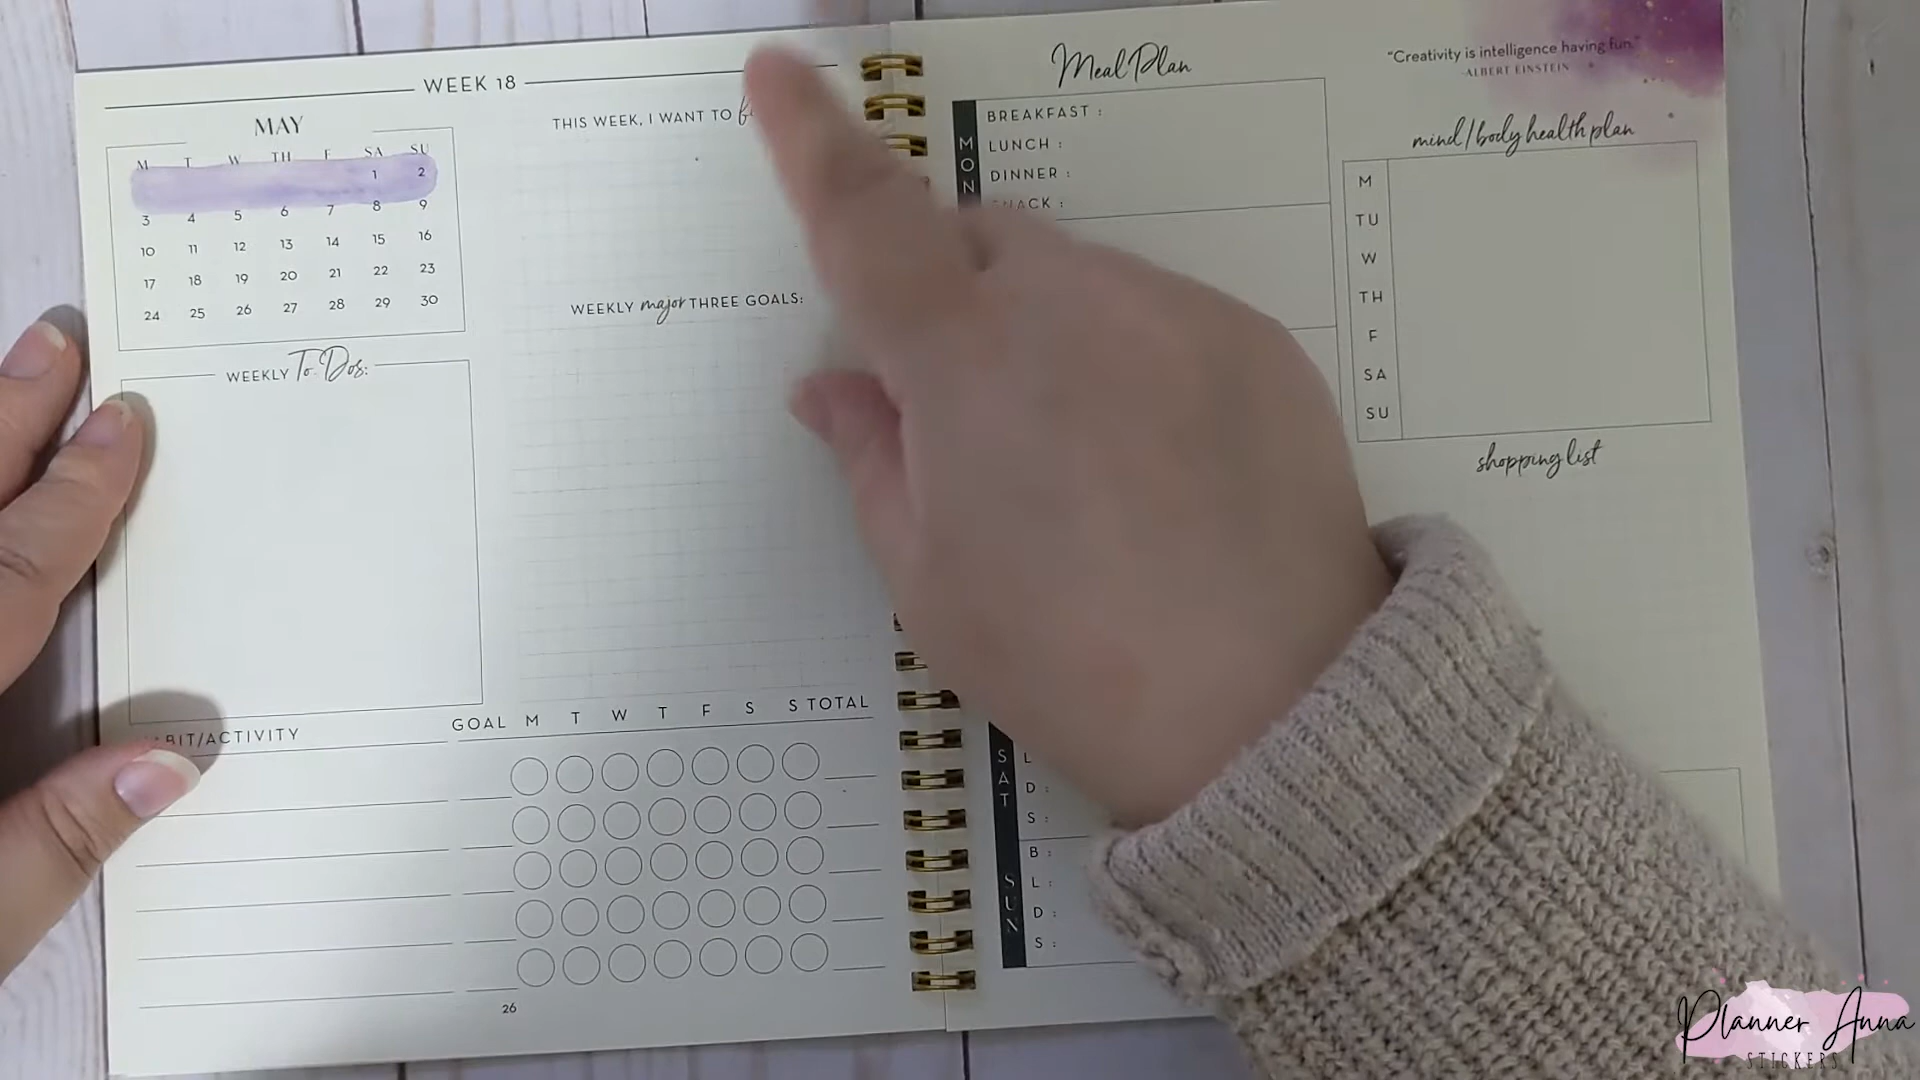 WEEK 18
MAY
M T W TH F SA SU
1 2
3 4 5 6 7 8 9
10 11 12 13 14 15 16
17 18 19 20 21 22 23
24 25 26 27 28 29 30
WEEKLY To Dos:
THIS WEEK, I WANT TO
WEEKLY major THREE GOALS:
HABIT/ACTIVITY GOAL M T W T F S S TOTAL
26
Meal Plan
MON
BREAKFAST :
LUNCH :
DINNER :
SNACK :
SAT
L
D :
S :
SUN
B :
L :
D :
S :
"Creativity is intelligence having fun."
-ALBERT EINSTEIN
mind/body health plan
M
TU
W
TH
F
SA
SU
shopping list
Planner Anna
STICKERS